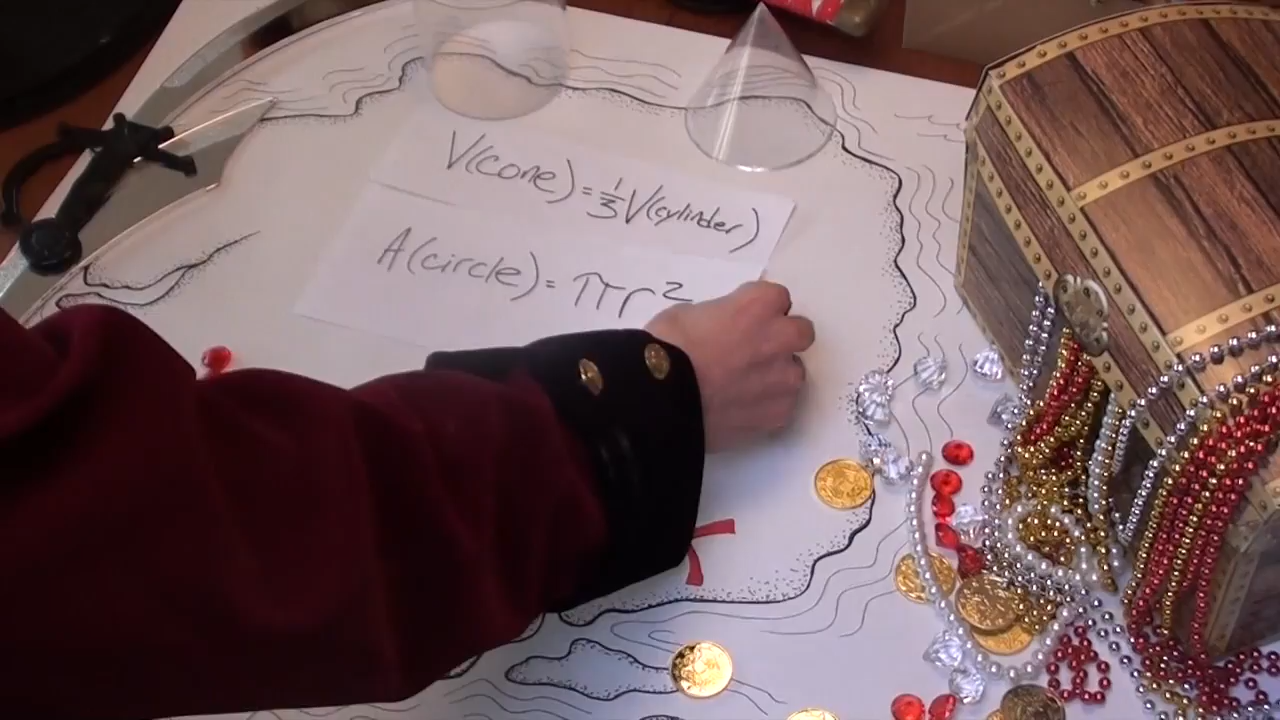 V(cone) = 1/3 V(cylinder)
A(circle) = πr²